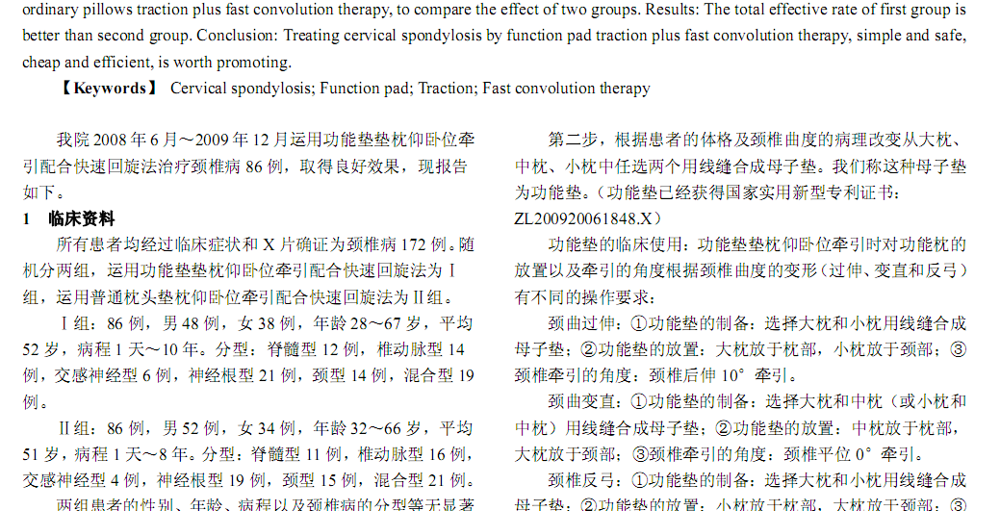 ordinary pillows traction plus fast convolution therapy, to compare the effect of two groups. Results: The total effective rate of first group is
better than second group. Conclusion: Treating cervical spondylosis by function pad traction plus fast convolution therapy, simple and safe,
cheap and efficient, is worth promoting.
【Keywords】 Cervical spondylosis; Function pad; Traction; Fast convolution therapy
我院 2008 年 6 月～2009 年 12 月运用功能垫垫枕仰卧位牵
引配合快速回旋法治疗颈椎病 86 例，取得良好效果，现报告
如下。
1 临床资料
所有患者均经过临床症状和 X 片确证为颈椎病 172 例。随
机分两组，运用功能垫垫枕仰卧位牵引配合快速回旋法为Ⅰ
组，运用普通枕头垫枕仰卧位牵引配合快速回旋法为Ⅱ组。
Ⅰ组：86 例，男 48 例，女 38 例，年龄 28～67 岁，平均
52 岁，病程 1 天～10 年。分型：脊髓型 12 例，椎动脉型 14
例，交感神经型 6 例，神经根型 21 例，颈型 14 例，混合型 19
例。
Ⅱ组：86 例，男 52 例，女 34 例，年龄 32～66 岁，平均
51 岁，病程 1 天～8 年。分型：脊髓型 11 例，椎动脉型 16 例，
交感神经型 4 例，神经根型 19 例，颈型 15 例，混合型 21 例。
两组患者的性别、年龄、病程以及颈椎病的分型等无显著
第二步，根据患者的体格及颈椎曲度的病理改变从大枕、
中枕、小枕中任选两个用线缝合成母子垫。我们称这种母子垫
为功能垫。（功能垫已经获得国家实用新型专利证书：
ZL200920061848.X）
功能垫的临床使用：功能垫垫枕仰卧位牵引时对功能枕的
放置以及牵引的角度根据颈椎曲度的变形（过伸、变直和反弓）
有不同的操作要求：
颈曲过伸：①功能垫的制备：选择大枕和小枕用线缝合成
母子垫；②功能垫的放置：大枕放于枕部，小枕放于颈部；③
颈椎牵引的角度：颈椎后伸 10°牵引。
颈曲变直：①功能垫的制备：选择大枕和中枕（或小枕和
中枕）用线缝合成母子垫；②功能垫的放置：中枕放于枕部，
大枕放于颈部；③颈椎牵引的角度：颈椎平位 0°牵引。
颈椎反弓：①功能垫的制备：选择大枕和小枕用线缝合成
母子垫；②功能垫的放置：小枕放于枕部，大枕放于颈部；③